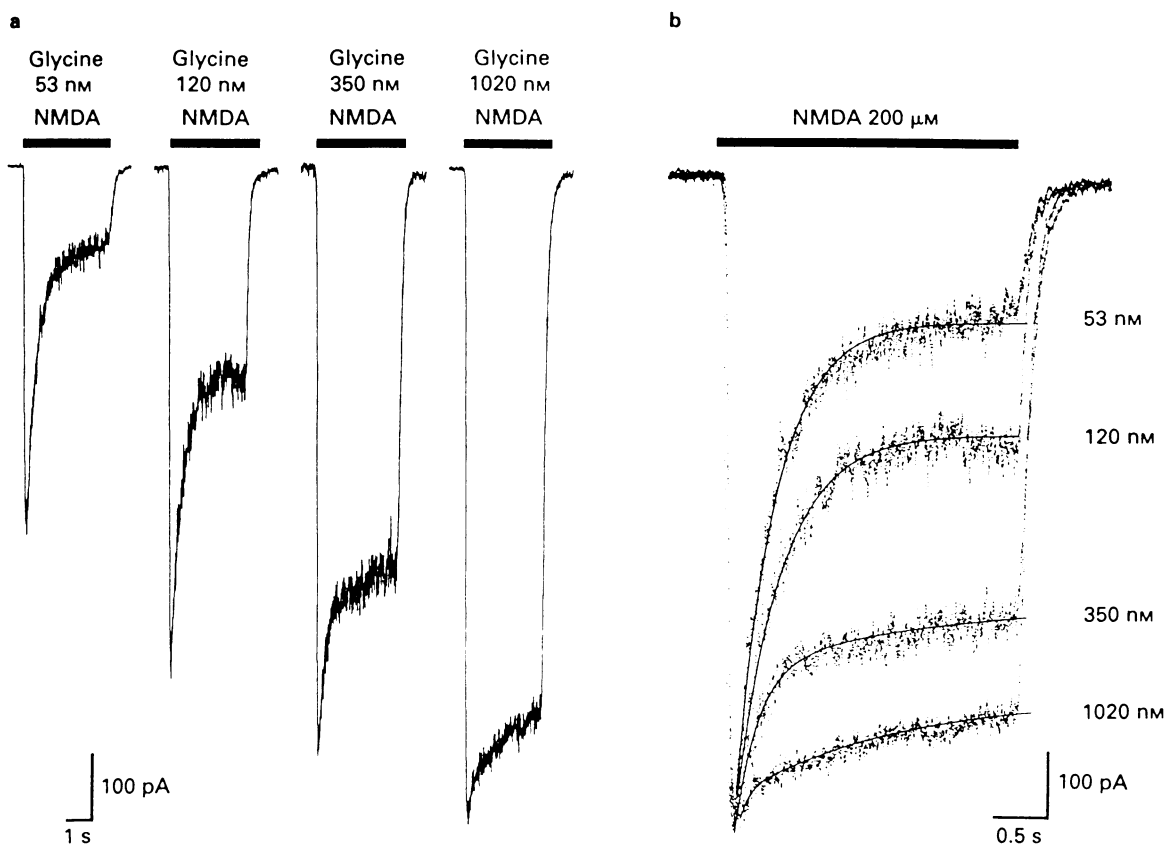 a
Glycine
53 nM
NMDA
Glycine
120 nM
NMDA
Glycine
350 nM
NMDA
Glycine
1020 nM
NMDA
100 pA
1 s
b
NMDA 200 μM
53 nM
120 nM
350 nM
1020 nM
100 pA
0.5 s